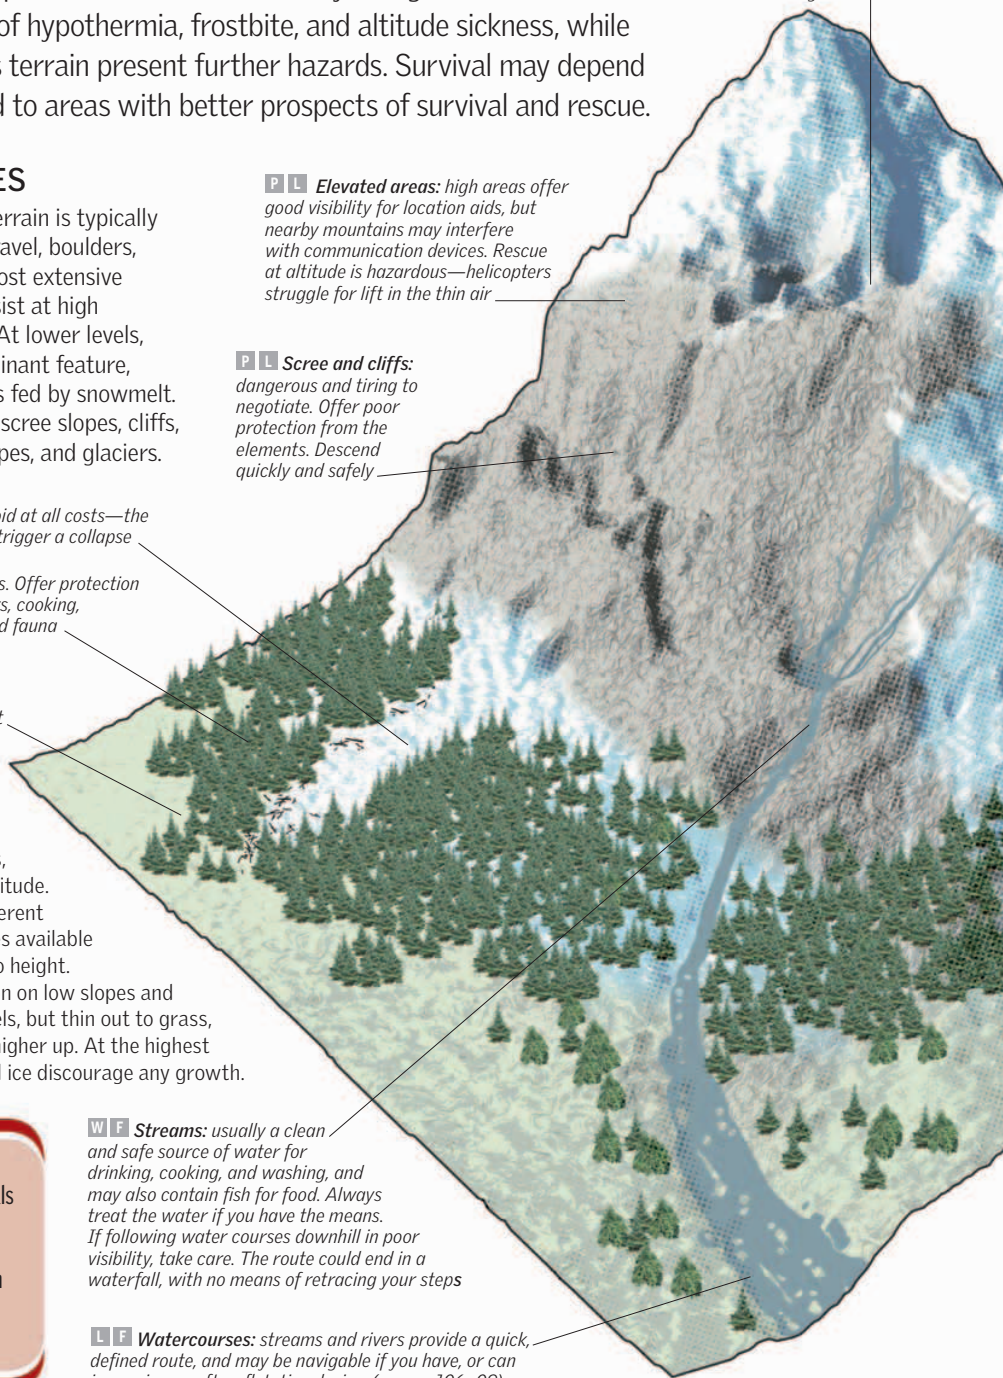 of hypothermia, frostbite, and altitude sickness, while
terrain present further hazards. Survival may depend
to areas with better prospects of survival and rescue.
P L Elevated areas: high areas offer
good visibility for location aids, but
nearby mountains may interfere
with communication devices. Rescue
at altitude is hazardous—helicopters
struggle for lift in the thin air
P L Scree and cliffs:
dangerous and tiring to
negotiate. Offer poor
protection from the
elements. Descend
quickly and safely
ES
errain is typically
ravel, boulders,
ost extensive
sist at high
At lower levels,
inant feature,
s fed by snowmelt.
scree slopes, cliffs,
pes, and glaciers.
oid at all costs—the
trigger a collapse
s. Offer protection
s, cooking,
d fauna
t
s,
itude.
erent
s available
o height.
n on low slopes and
els, but thin out to grass,
igher up. At the highest
ice discourage any growth.
ls
W F Streams: usually a clean
and safe source of water for
drinking, cooking, and washing, and
may also contain fish for food. Always
treat the water if you have the means.
If following water courses downhill in poor
visibility, take care. The route could end in a
waterfall, with no means of retracing your steps
L F Watercourses: streams and rivers provide a quick,
defined route, and may be navigable if you have, or can